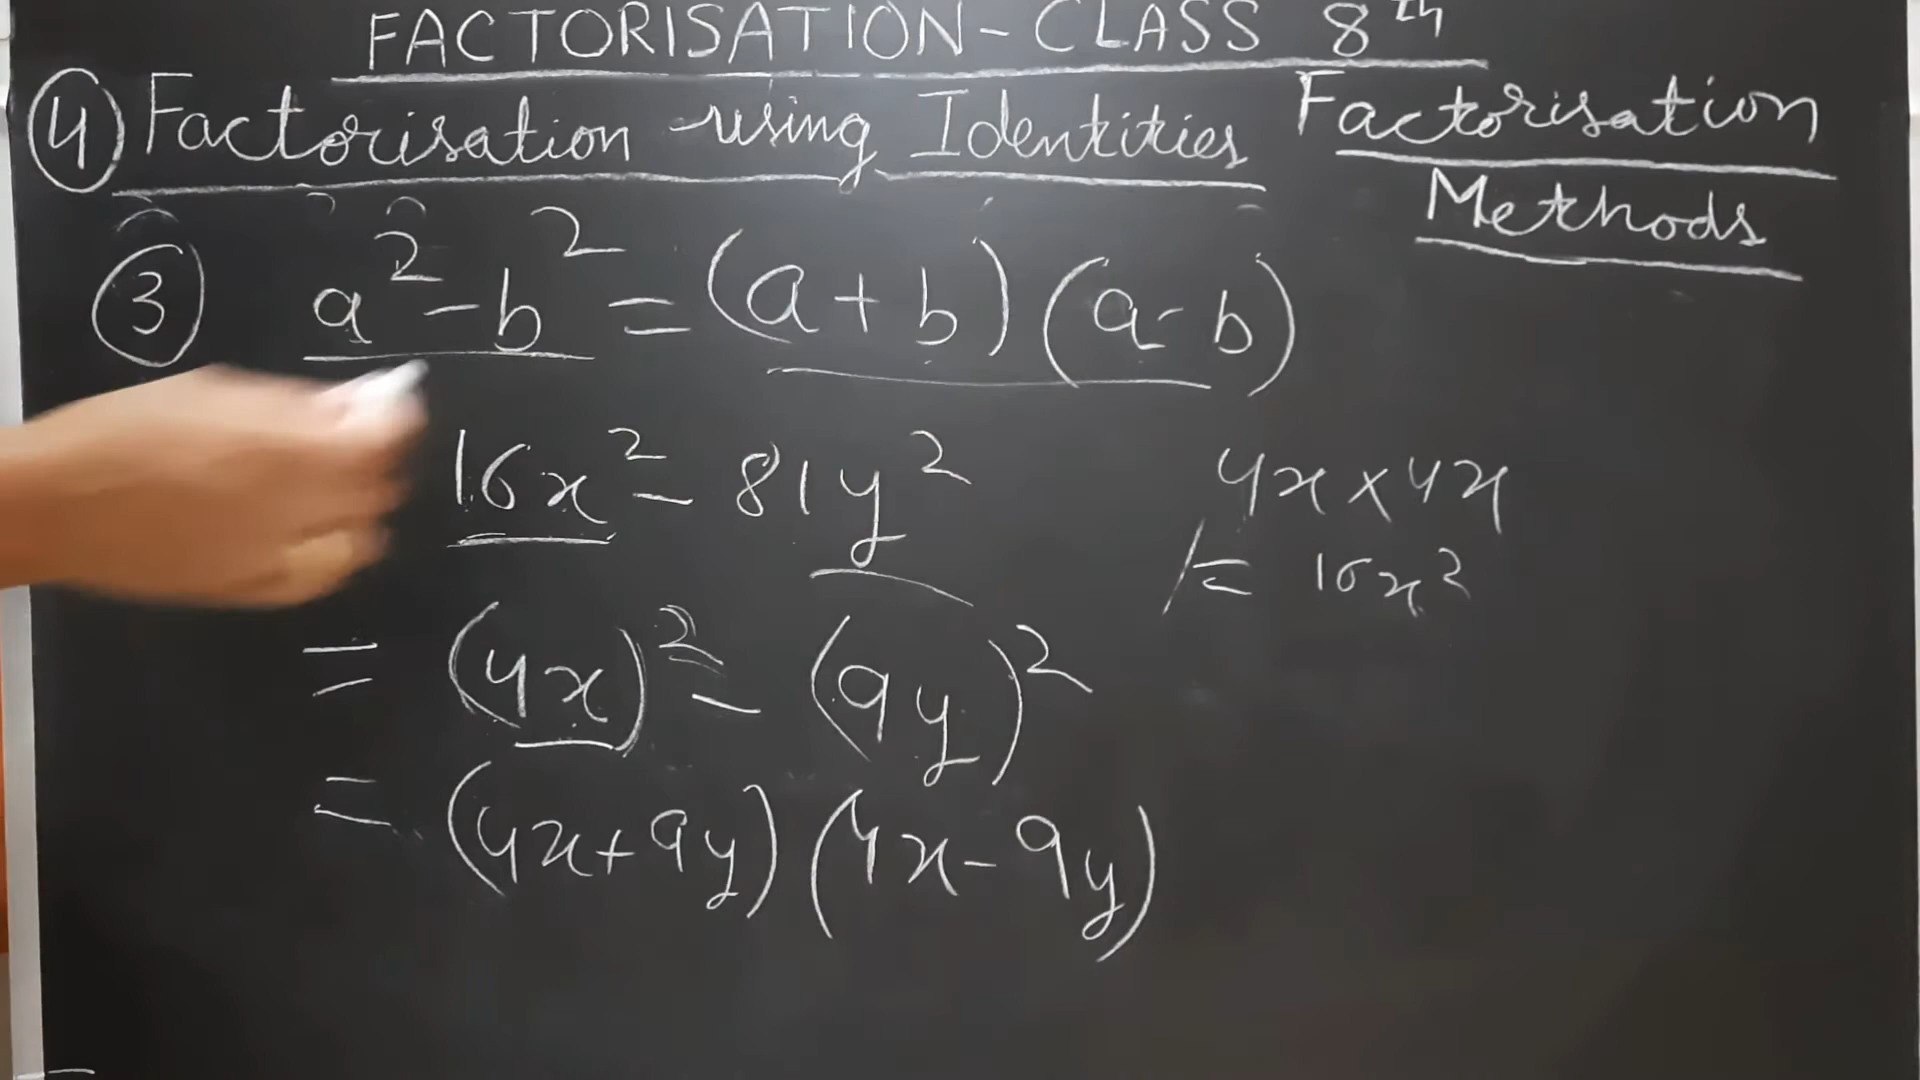 FACTORISATION - CLASS 8th
④ Factorisation using Identities
Factorisation
Methods
③ a² - b² = (a + b) (a - b)
16x² - 81y²
4x × 4x
= 16x²
= (4x)² - (9y)²
= (4x + 9y) (4x - 9y)